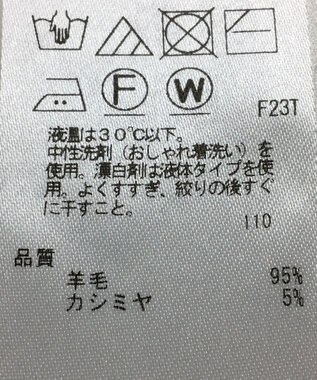 F W
F23T
液温は30℃以下。
中性洗剤（おしゃれ着洗い）を
使用。漂白剤は液体タイプを使
用。よくすすぎ、絞りの後すぐ
に干すこと。
110
品質
羊毛 95%
カシミヤ 5%